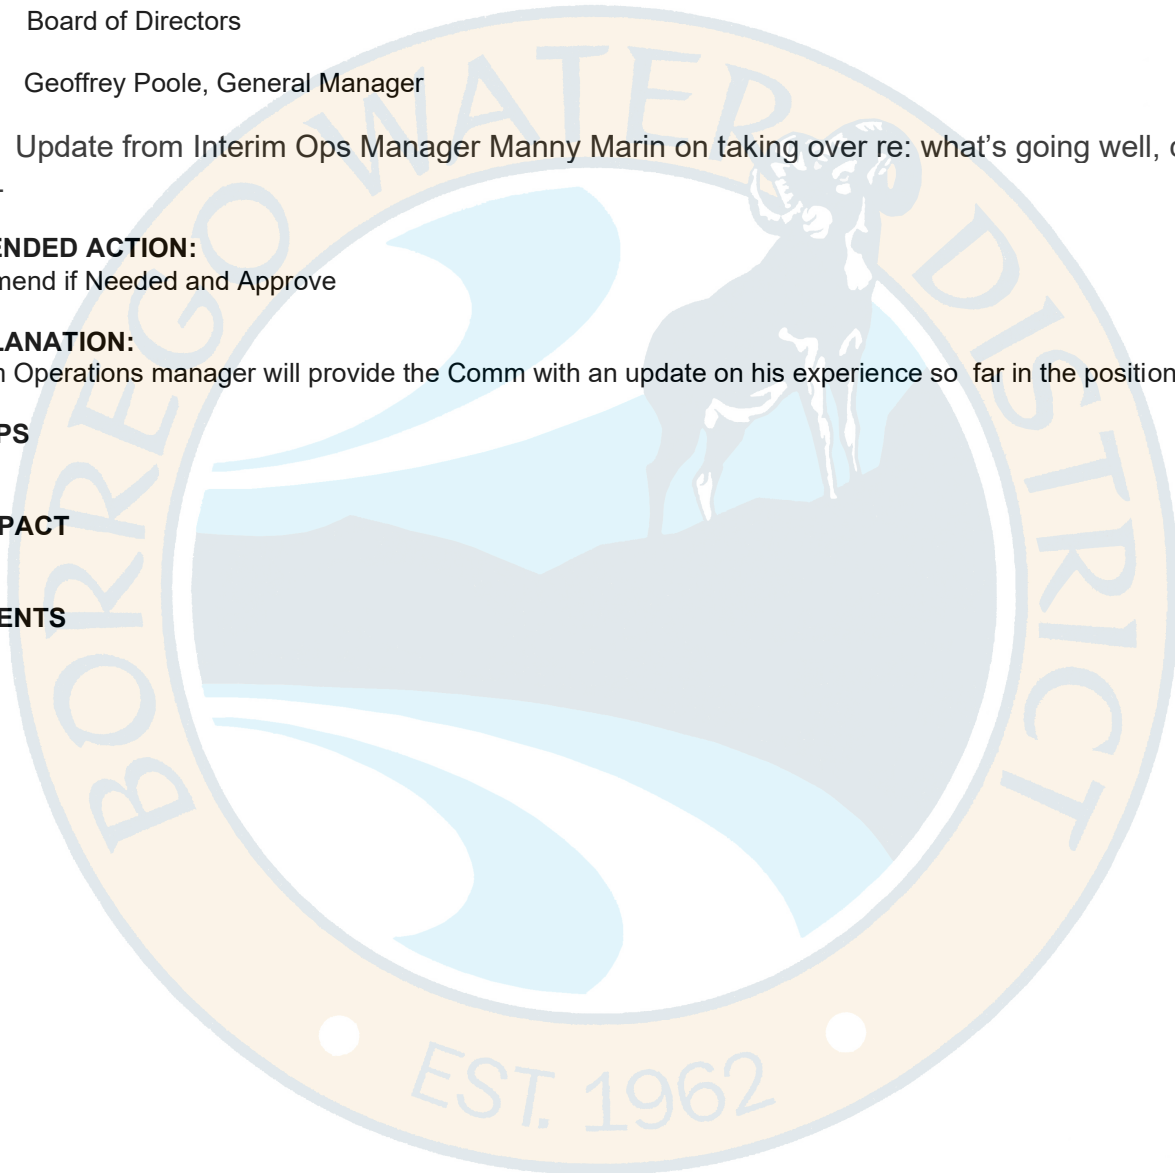 Board of Directors
Geoffrey Poole, General Manager
Update from Interim Ops Manager Manny Marin on taking over re: what's going well, c
ENDED ACTION:
mend if Needed and Approve
LANATION:
n Operations manager will provide the Comm with an update on his experience so  far in the position
PS
PACT
ENTS
BORREGO WATER DISTRICT
EST. 1962